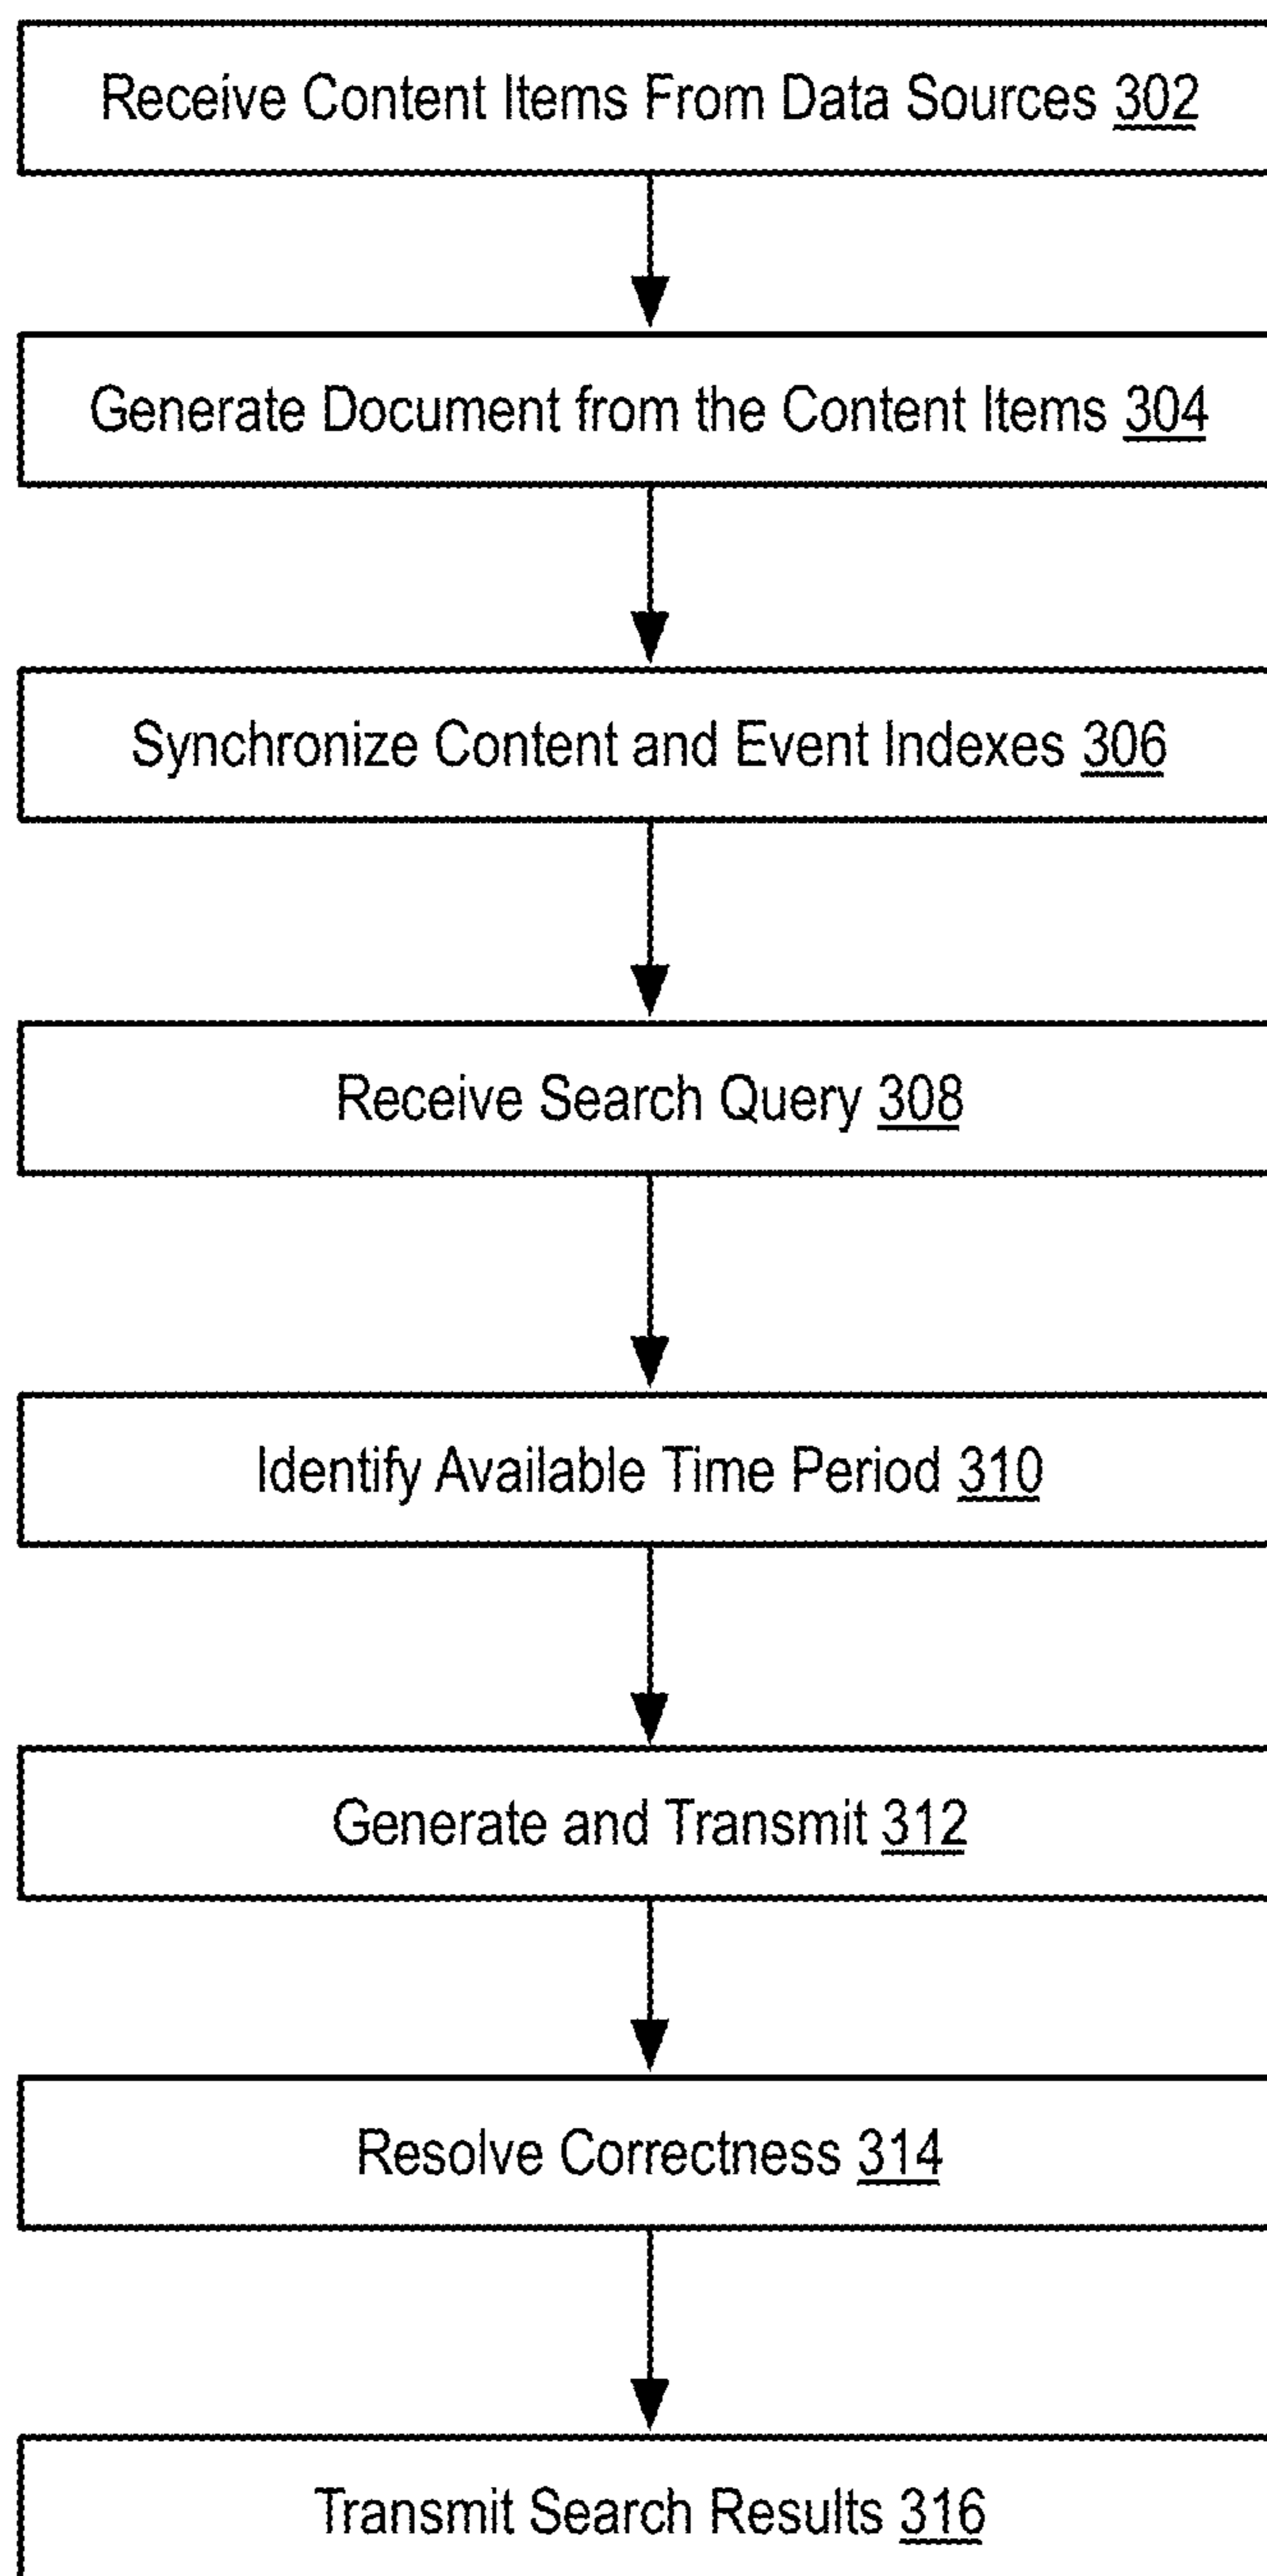 Receive Content Items From Data Sources 302
Generate Document from the Content Items 304
Synchronize Content and Event Indexes 306
Receive Search Query 308
Identify Available Time Period 310
Generate and Transmit 312
Resolve Correctness 314
Transmit Search Results 316